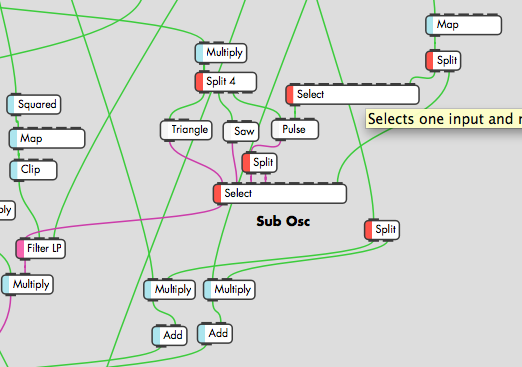 Map
Multiply
Split
Split 4
Select
Squared
Selects one input and
Triangle
Saw
Pulse
Map
Split
Clip
Select
ply
Sub Osc
Split
Filter LP
Multiply
Multiply
Multiply
Add
Add